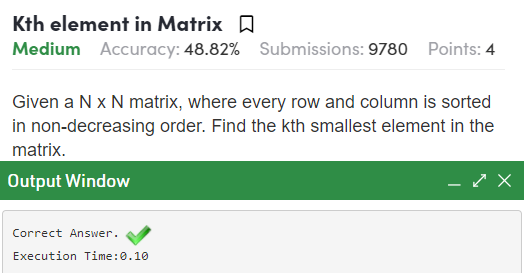 Kth element in Matrix
Medium Accuracy: 48.82% Submissions: 9780 Points: 4
Given a N x N matrix, where every row and column is sorted
in non-decreasing order. Find the kth smallest element in the
matrix.
Output Window
Correct Answer.
Execution Time:0.10